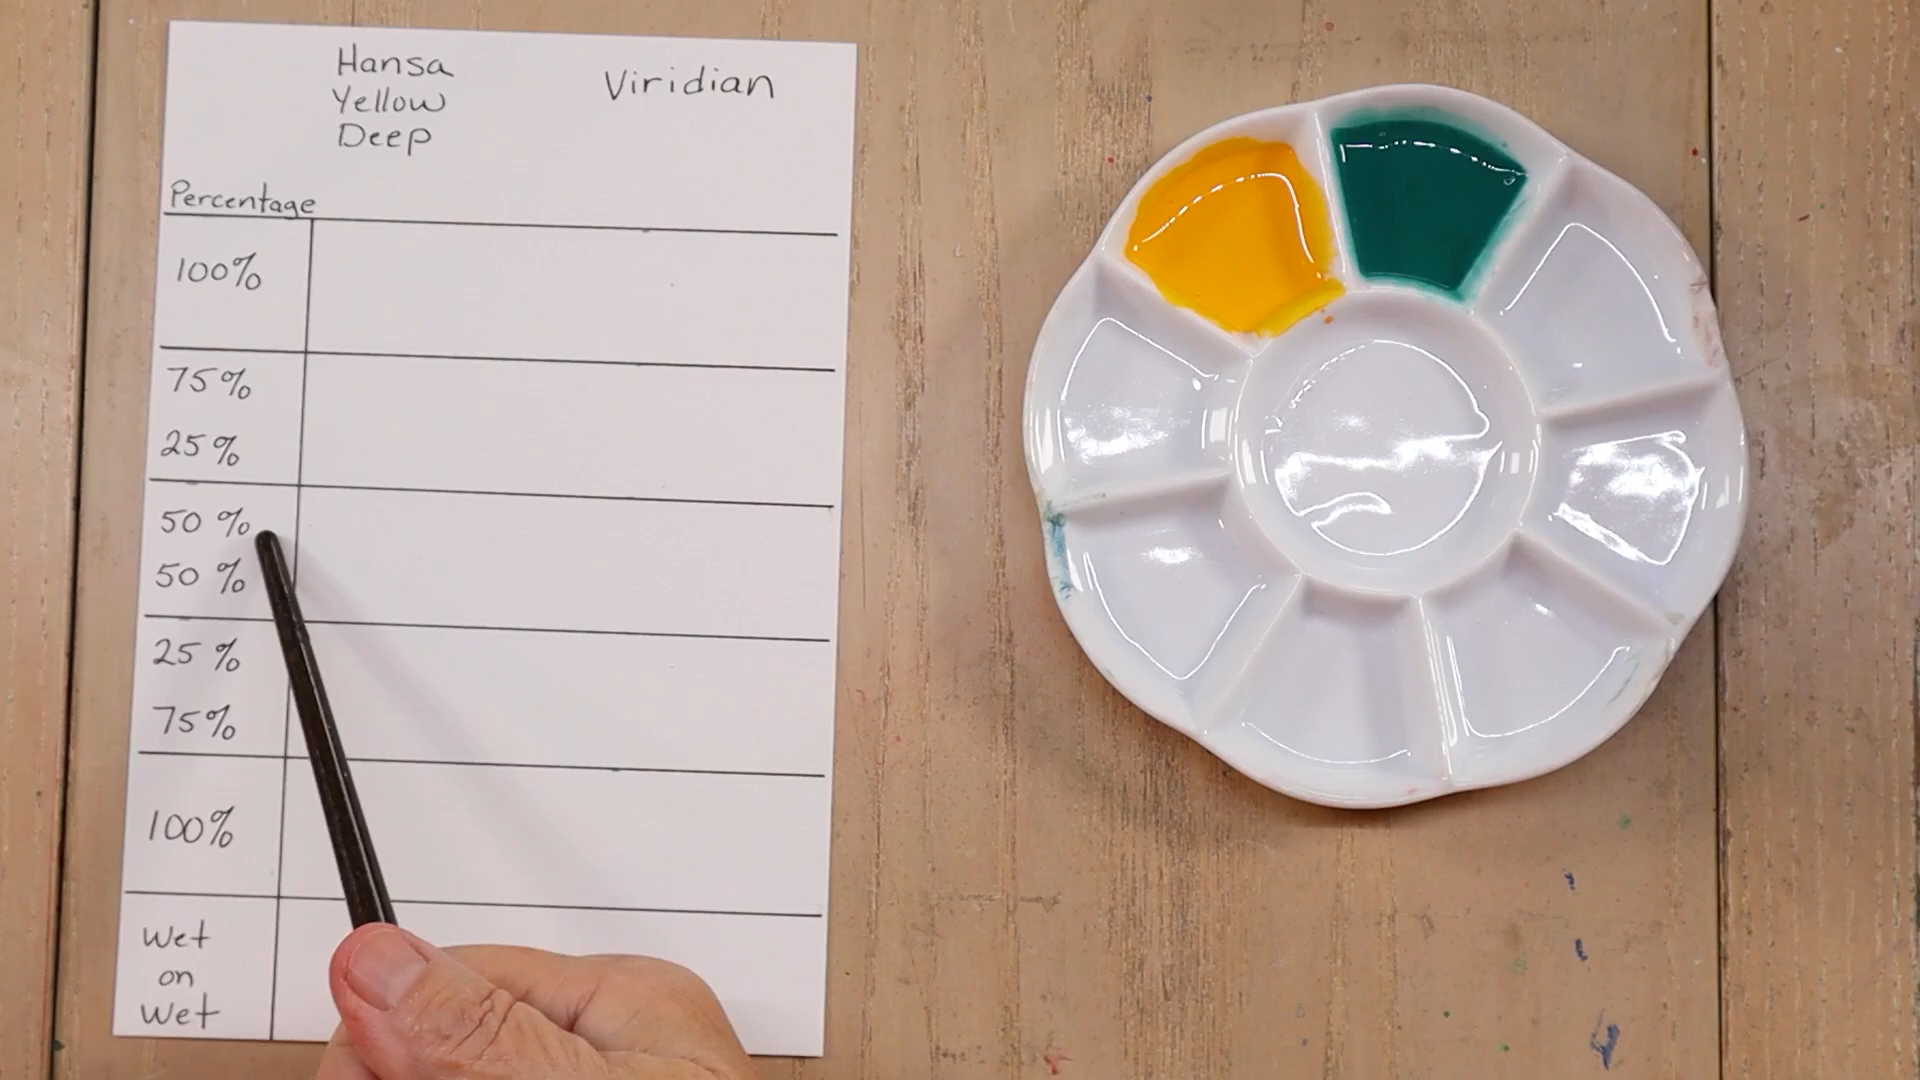 Hansa
Yellow
Deep
Viridian
Percentage
100%
75%
25%
50%
50%
25%
75%
100%
Wet
on
Wet